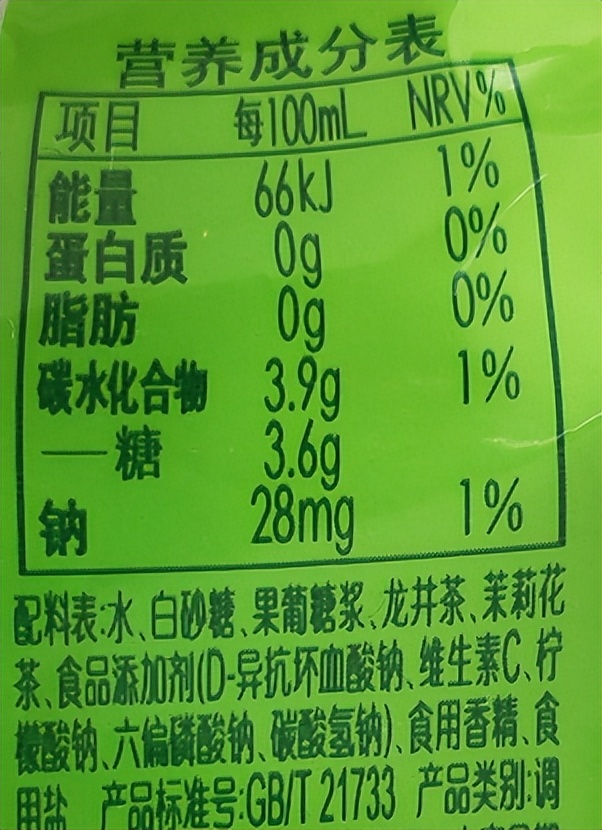 营养成分表
项目 每100mL NRV%
能量 66kJ 1%
蛋白质 0g 0%
脂肪 0g 0%
碳水化合物 3.9g 1%
—糖 3.6g
钠 28mg 1%
配料表:水、白砂糖、果葡糖浆、龙井茶、茉莉花
茶、食品添加剂(D-异抗坏血酸钠、维生素C、柠
檬酸钠、六偏磷酸钠、碳酸氢钠)、食用香精、食
用盐 产品标准号:GB/T 21733 产品类别:调